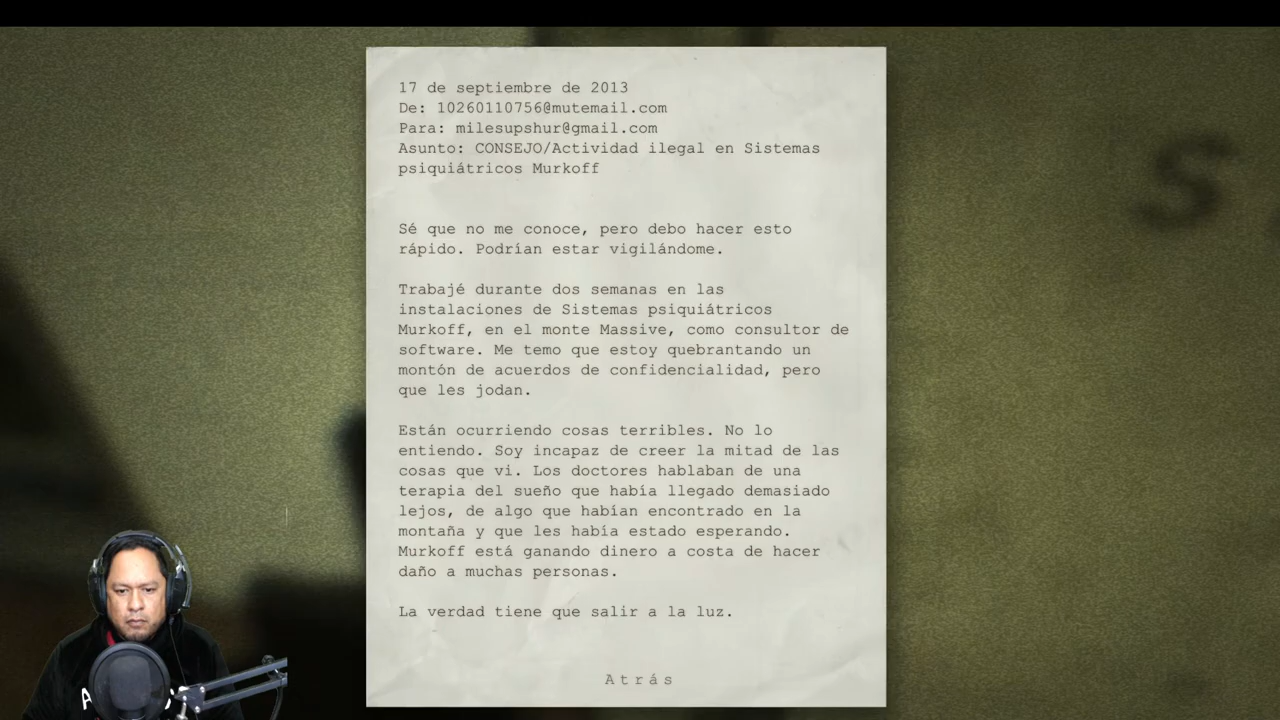 17 de septiembre de 2013
De: 10260110756@mutemail.com
Para: milesupshur@gmail.com
Asunto: CONSEJO/Actividad ilegal en Sistemas
psiquiátricos Murkoff
Sé que no me conoce, pero debo hacer esto
rápido. Podrían estar vigilándome.
Trabajé durante dos semanas en las
instalaciones de Sistemas psiquiátricos
Murkoff, en el monte Massive, como consultor de
software. Me temo que estoy quebrantando un
montón de acuerdos de confidencialidad, pero
que les jodan.
Están ocurriendo cosas terribles. No lo
entiendo. Soy incapaz de creer la mitad de las
cosas que vi. Los doctores hablaban de una
terapia del sueño que había llegado demasiado
lejos, de algo que habían encontrado en la
montaña y que les había estado esperando.
Murkoff está ganando dinero a costa de hacer
daño a muchas personas.
La verdad tiene que salir a la luz.
Atrás